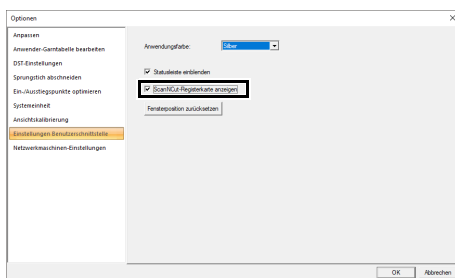 Optionen
Anpassen
Anwender-Garntabelle bearbeiten
DST-Einstellungen
Sprungstich abschneiden
Ein-/Ausstiegspunkte optimieren
Systemeinheit
Ansichtskalibrierung
Einstellungen Benutzerschnittstelle
Netzwerkmaschinen-Einstellungen
Anwendungsfarbe: Silber
Statusleiste einblenden
ScanNCut-Registerkarte anzeigen
Fensterposition zurücksetzen
OK Abbrechen